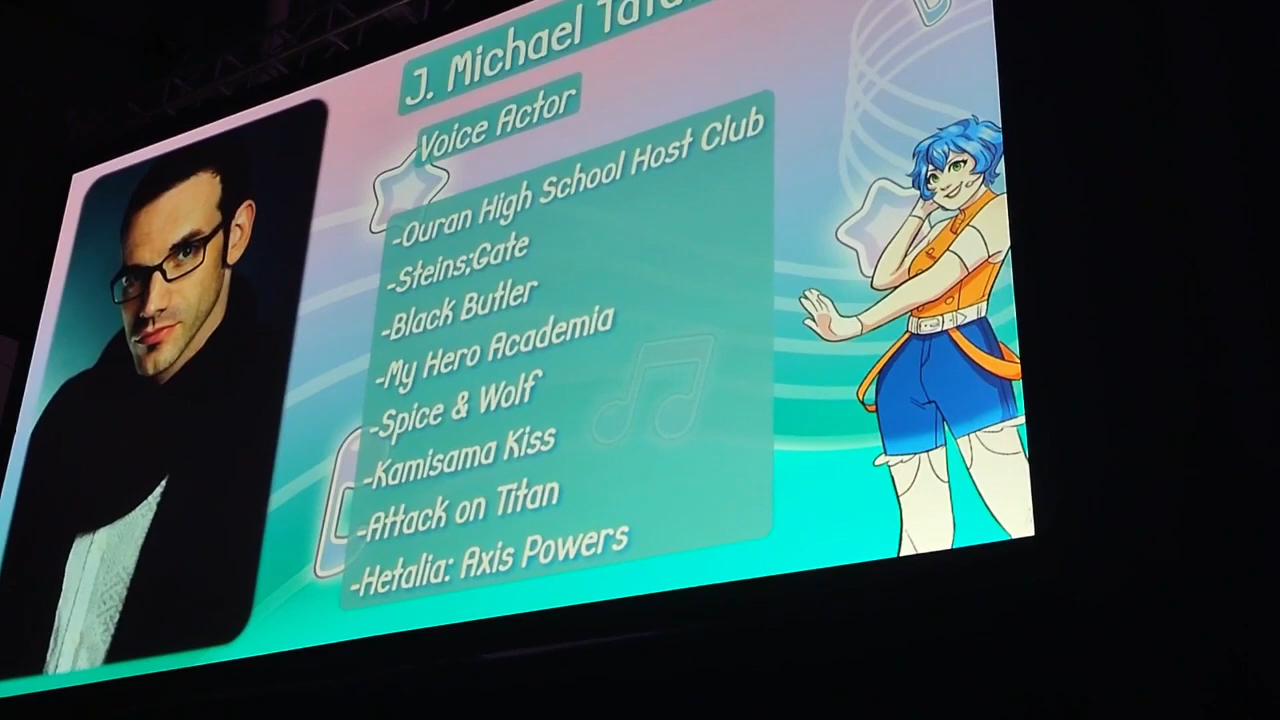 J. Michael
Voice Actor
-Ouran High School Host Club
-Steins;Gate
-Black Butler
-My Hero Academia
-Spice & Wolf
-Kamisama Kiss
-Attack on Titan
-Hetalia: Axis Powers